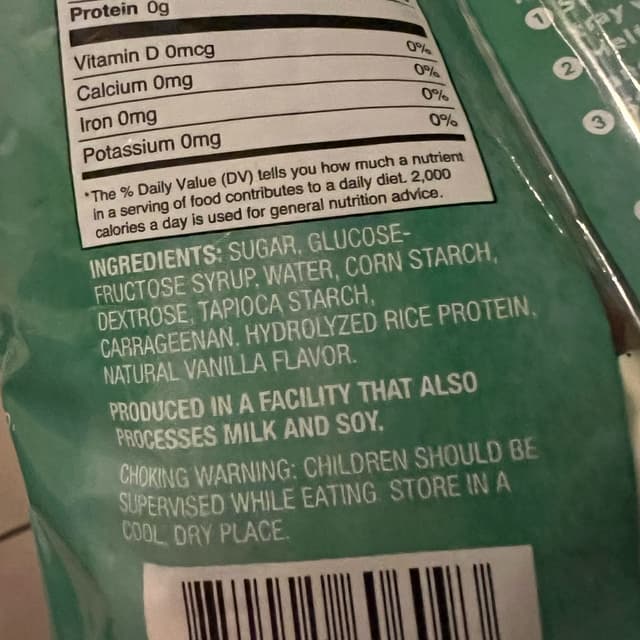 Protein 0g
Vitamin D 0mcg 0%
Calcium 0mg 0%
Iron 0mg 0%
Potassium 0mg 0%
*The % Daily Value (DV) tells you how much a nutrient
in a serving of food contributes to a daily diet. 2,000
calories a day is used for general nutrition advice.
INGREDIENTS: SUGAR, GLUCOSE-
FRUCTOSE SYRUP, WATER, CORN STARCH,
DEXTROSE, TAPIOCA STARCH,
CARRAGEENAN, HYDROLYZED RICE PROTEIN,
NATURAL VANILLA FLAVOR.
PRODUCED IN A FACILITY THAT ALSO
PROCESSES MILK AND SOY.
CHOKING WARNING: CHILDREN SHOULD BE
SUPERVISED WHILE EATING. STORE IN A
COOL, DRY PLACE.
1
2
3